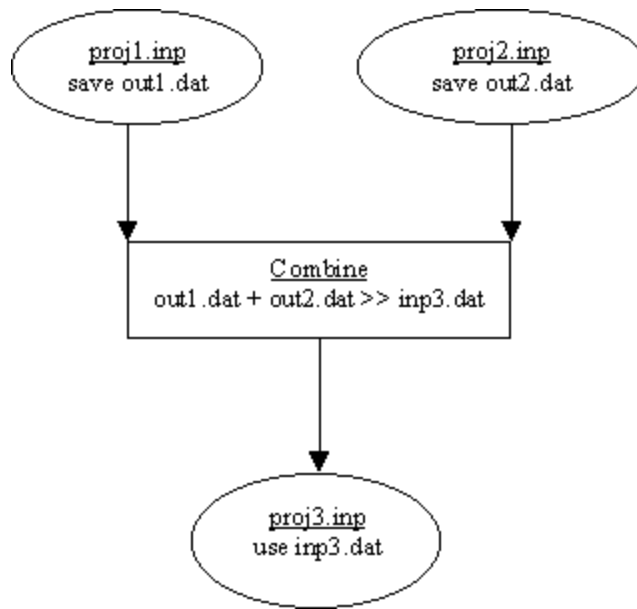 proj1.inp
save out1.dat
proj2.inp
save out2.dat
Combine
out1.dat + out2.dat >> inp3.dat
proj3.inp
use inp3.dat